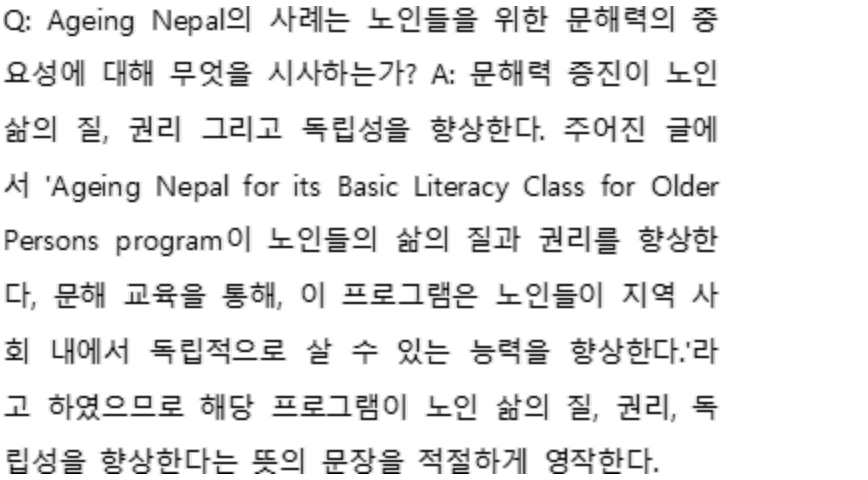 Q: Ageing Nepal의 사례는 노인들을 위한 문해력의 중
요성에 대해 무엇을 시사하는가? A: 문해력 증진이 노인
삶의 질, 권리 그리고 독립성을 향상한다. 주어진 글에
서 'Ageing Nepal for its Basic Literacy Class for Older
Persons program이 노인들의 삶의 질과 권리를 향상한
다, 문해 교육을 통해, 이 프로그램은 노인들이 지역 사
회 내에서 독립적으로 살 수 있는 능력을 향상한다.'라
고 하였으므로 해당 프로그램이 노인 삶의 질, 권리, 독
립성을 향상한다는 뜻의 문장을 적절하게 영작한다.